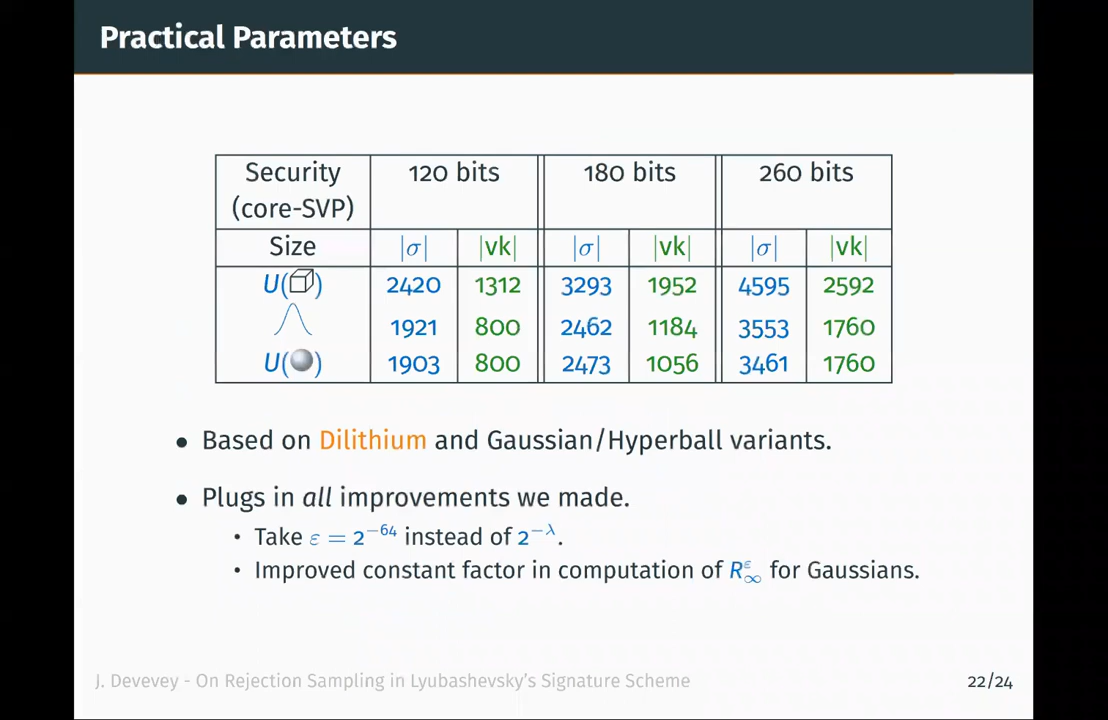 Practical Parameters
Security (core-SVP) 120 bits 180 bits 260 bits
Size |σ| |vk| |σ| |vk| |σ| |vk|
U( ) 2420 1312 3293 1952 4595 2592
1921 800 2462 1184 3553 1760
U( ) 1903 800 2473 1056 3461 1760
• Based on Dilithium and Gaussian/Hyperball variants.
• Plugs in all improvements we made.
• Take ε = 2^{−64} instead of 2^{−λ}.
• Improved constant factor in computation of R_∞^ε for Gaussians.
J. Devevey - On Rejection Sampling in Lyubashevsky's Signature Scheme 22/24